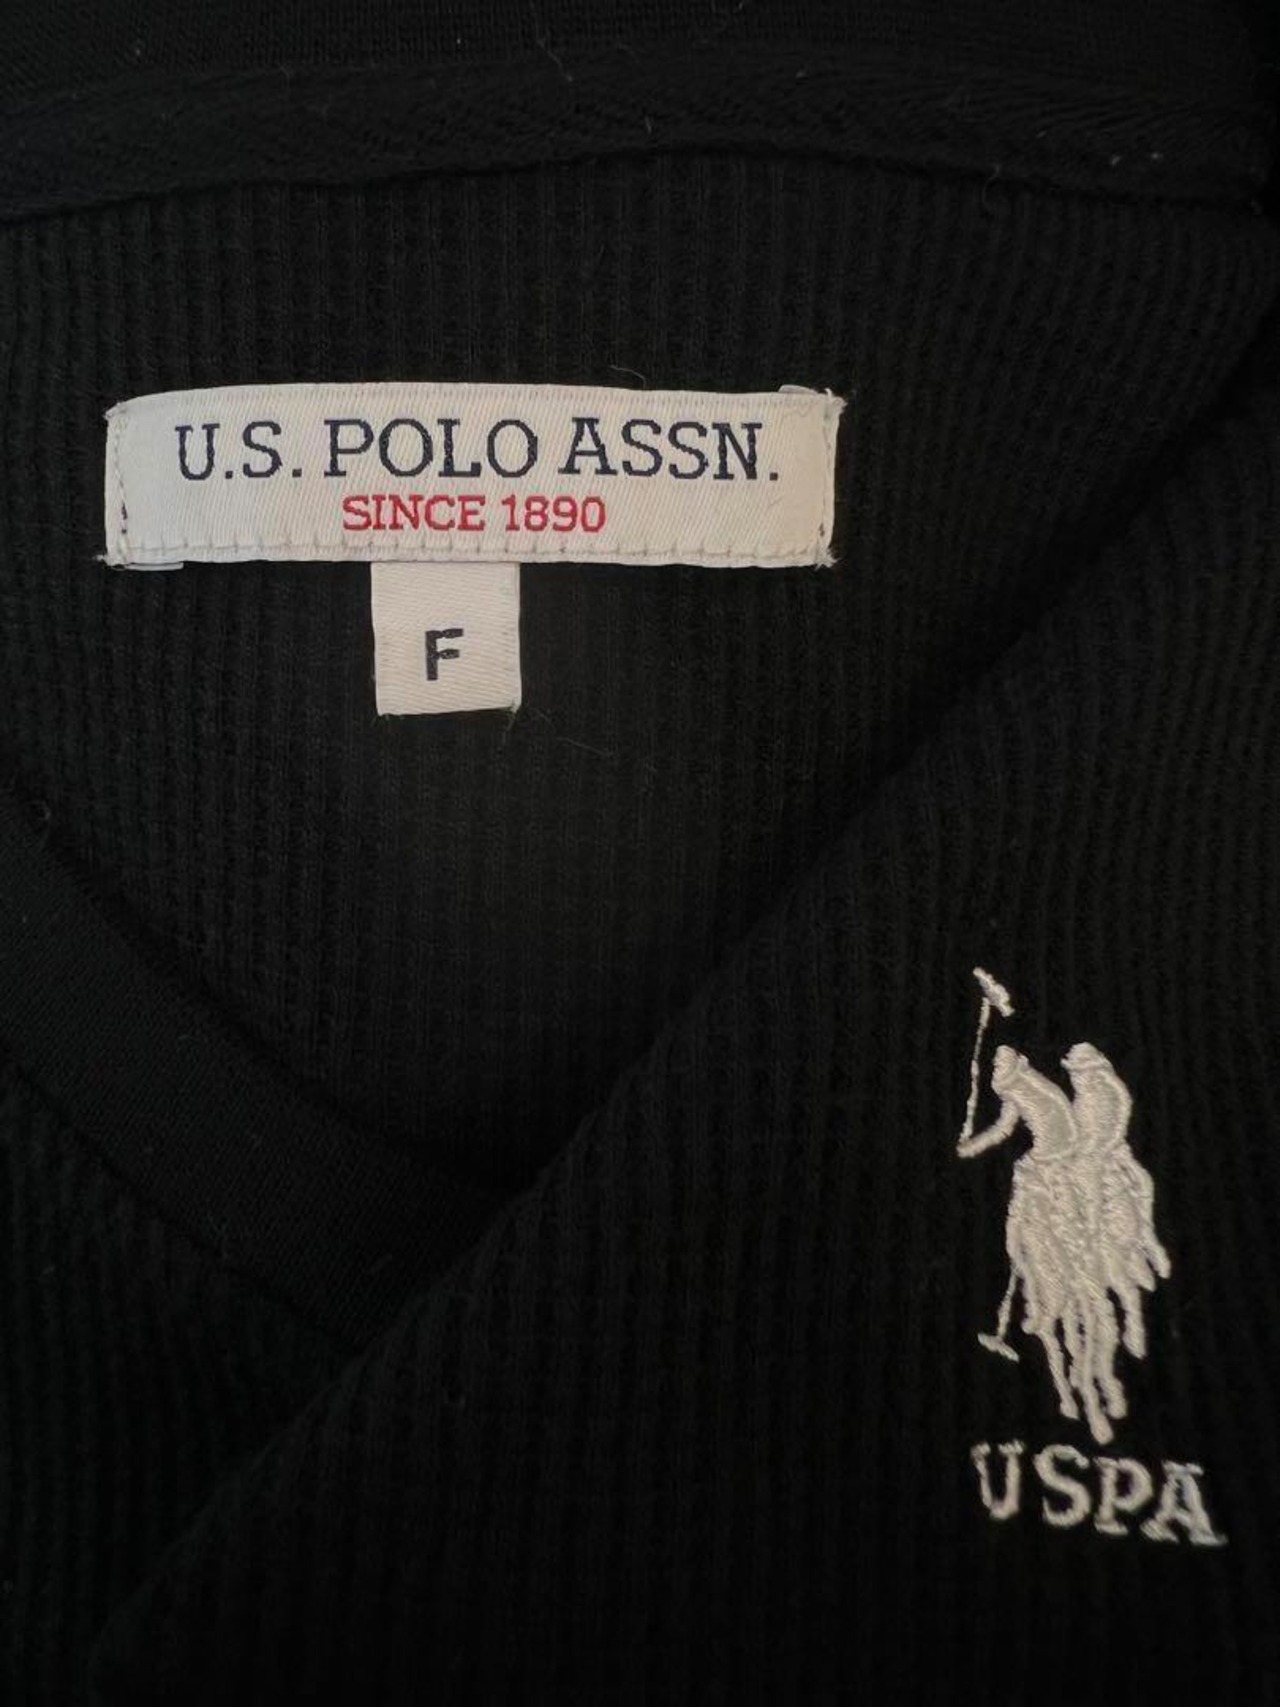 U.S. POLO ASSN.
SINCE 1890
F
USPA